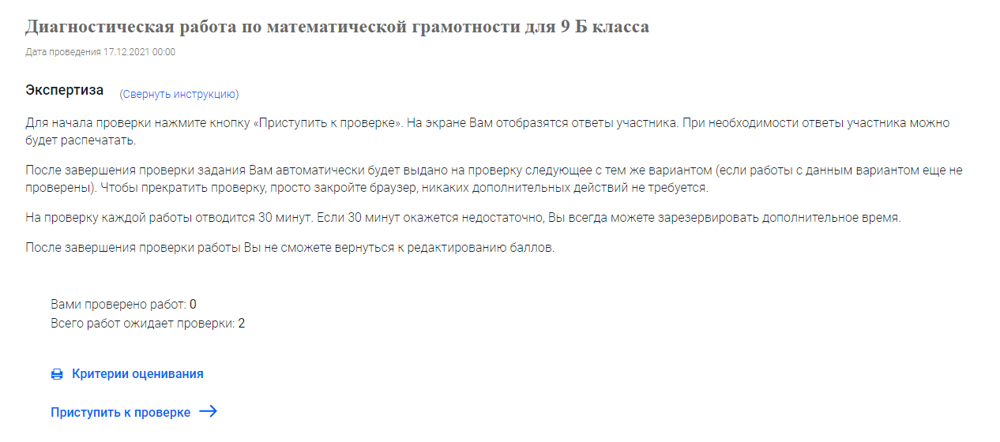 Диагностическая работа по математической грамотности для 9 Б класса
Дата проведения 17.12.2021 00:00
Экспертиза (Свернуть инструкцию)
Для начала проверки нажмите кнопку «Приступить к проверке». На экране Вам отобразятся ответы участника. При необходимости ответы участника можно
будет распечатать.
После завершения проверки задания Вам автоматически будет выдано на проверку следующее с тем же вариантом (если работы с данным вариантом еще не
проверены). Чтобы прекратить проверку, просто закройте браузер, никаких дополнительных действий не требуется.
На проверку каждой работы отводится 30 минут. Если 30 минут окажется недостаточно, Вы всегда можете зарезервировать дополнительное время.
После завершения проверки работы Вы не сможете вернуться к редактированию баллов.
Вами проверено работ: 0
Всего работ ожидает проверки: 2
Критерии оценивания
Приступить к проверке